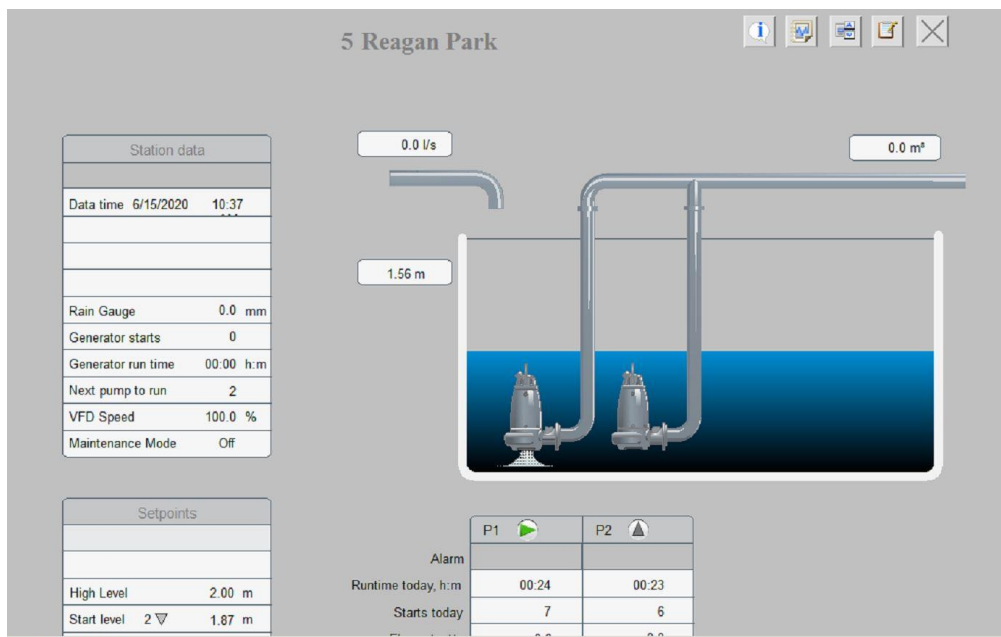 5 Reagan Park
Station data
Data time 6/15/2020 10:37
Rain Gauge 0.0 mm
Generator starts 0
Generator run time 00:00 h:m
Next pump to run 2
VFD Speed 100.0 %
Maintenance Mode Off
Setpoints
High Level 2.00 m
Start level 2 ▽ 1.87 m
0.0 l/s
0.0 m³
1.56 m
P1 P2
Alarm
Runtime today, h:m 00:24 00:23
Starts today 7 6